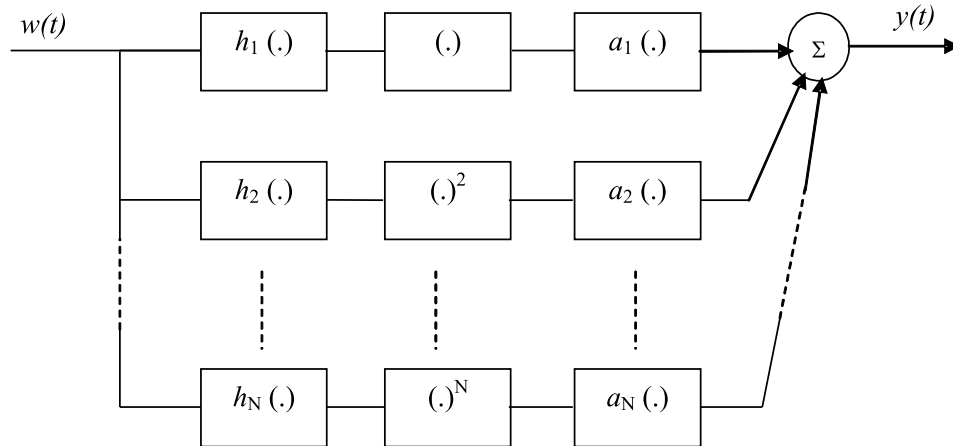 w(t) h₁ (.) (.) a₁ (.) Σ y(t)
h₂ (.) (.)² a₂ (.)
h_N (.) (.)^N a_N (.)